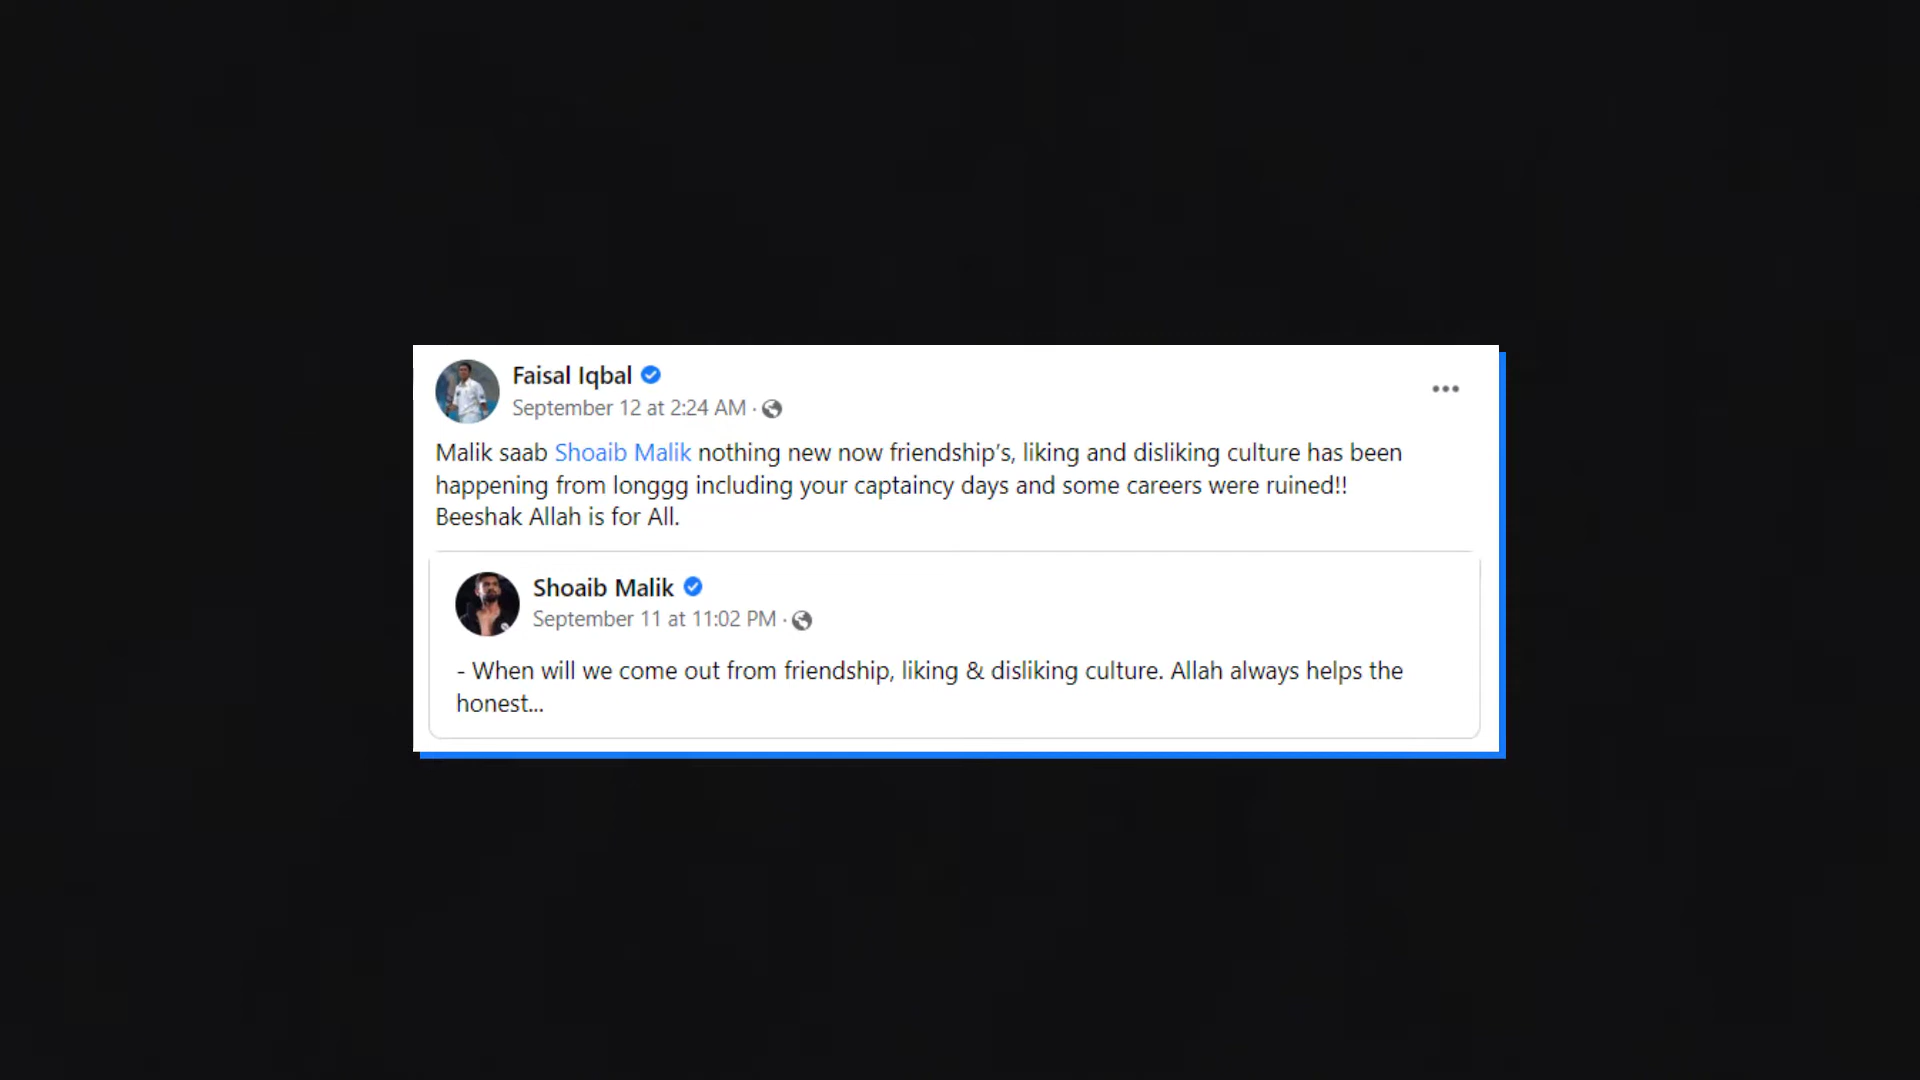 Faisal Iqbal
September 12 at 2:24 AM ·
Malik saab Shoaib Malik nothing new now friendship's, liking and disliking culture has been
happening from longgg including your captaincy days and some careers were ruined!!
Beeshak Allah is for All.
Shoaib Malik
September 11 at 11:02 PM ·
- When will we come out from friendship, liking & disliking culture. Allah always helps the
honest...